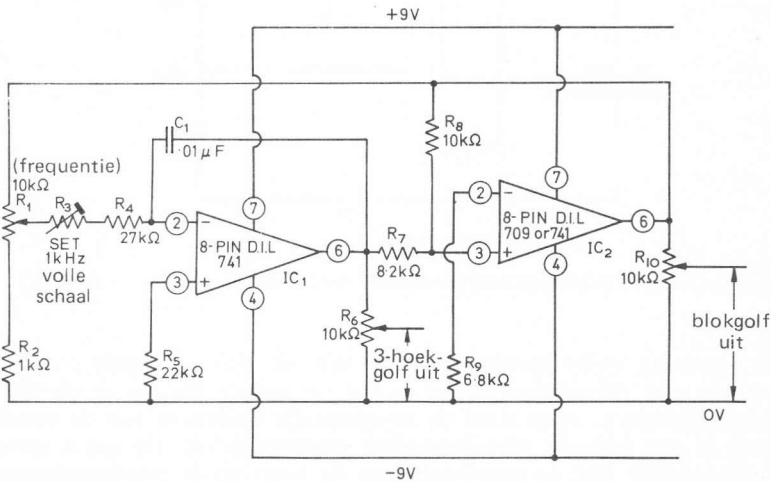 +9V
C1
·01µF
R8
10kΩ
(frequentie)
10kΩ
R1
R3
R4
27kΩ
SET
1kHz
volle
schaal
2
−
7
8-PIN D.I.L
741
6
3
+
4
IC1
R7
8·2kΩ
2
−
7
8-PIN D.I.L
709 or 741
6
3
+
4
IC2
R10
10kΩ
blokgolf
uit
R6
10kΩ
3-hoek-
golf uit
R2
1kΩ
R5
22kΩ
R9
6.8kΩ
OV
−9V